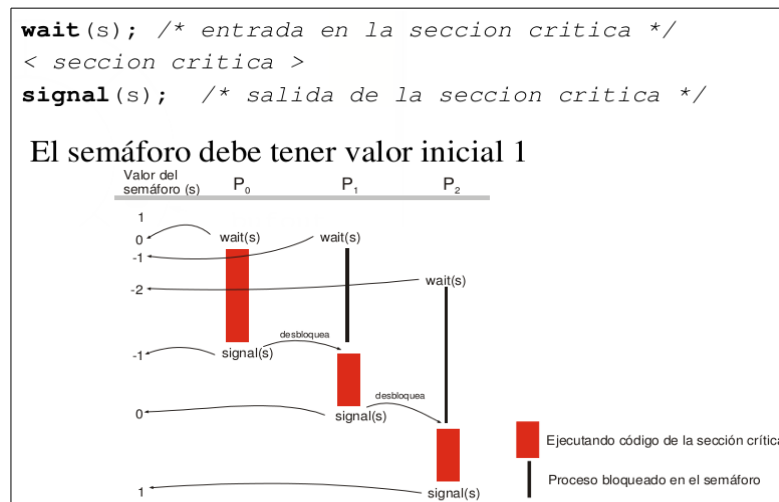 wait(s); /* entrada en la seccion critica */
< seccion critica >
signal(s); /* salida de la seccion critica */
El semáforo debe tener valor inicial 1
Valor del
semáforo (s)
P0
P1
P2
1
0
wait(s)
wait(s)
-1
wait(s)
-2
desbloquea
-1
signal(s)
desbloquea
0
signal(s)
Ejecutando código de la sección crítica
Proceso bloqueado en el semáforo
1
signal(s)